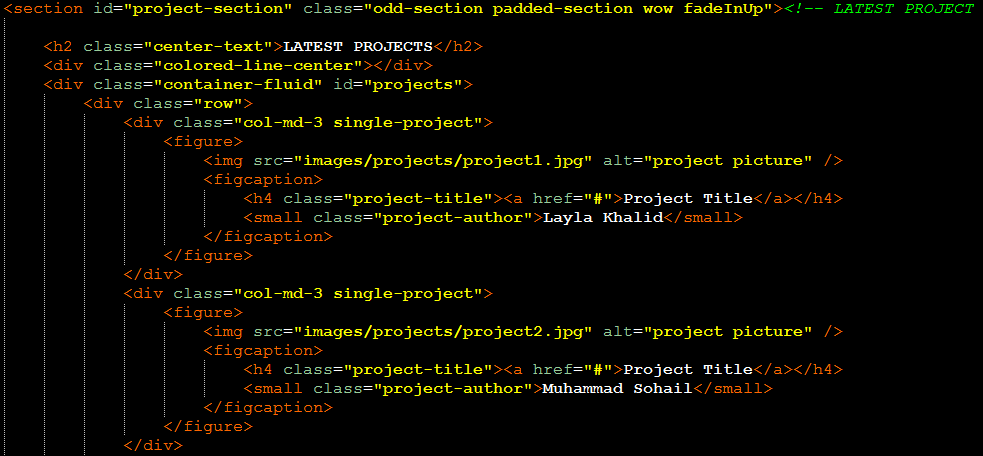 <section id="project-section" class="odd-section padded-section wow fadeInUp"><!-- LATEST PROJECT
<h2 class="center-text">LATEST PROJECTS</h2>
<div class="colored-line-center"></div>
<div class="container-fluid" id="projects">
<div class="row">
<div class="col-md-3 single-project">
<figure>
<img src="images/projects/project1.jpg" alt="project picture" />
<figcaption>
<h4 class="project-title"><a href="#">Project Title</a></h4>
<small class="project-author">Layla Khalid</small>
</figcaption>
</figure>
</div>
<div class="col-md-3 single-project">
<figure>
<img src="images/projects/project2.jpg" alt="project picture" />
<figcaption>
<h4 class="project-title"><a href="#">Project Title</a></h4>
<small class="project-author">Muhammad Sohail</small>
</figcaption>
</figure>
</div>